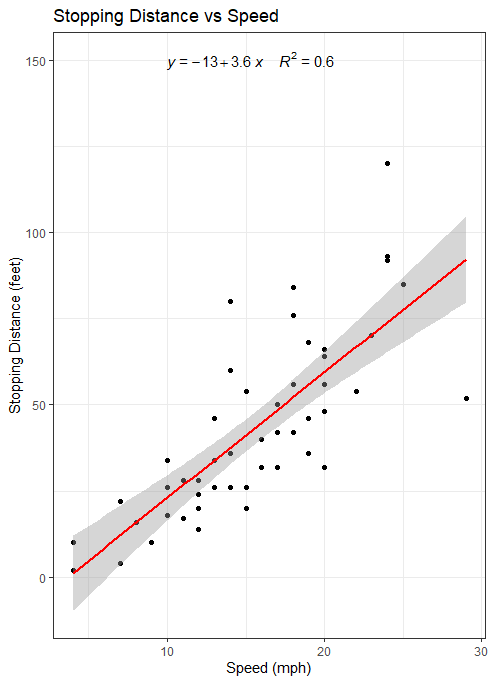 Stopping Distance vs Speed
y = −13+3.6 x R² = 0.6
150
100
50
0
Stopping Distance (feet)
10 20 30
Speed (mph)